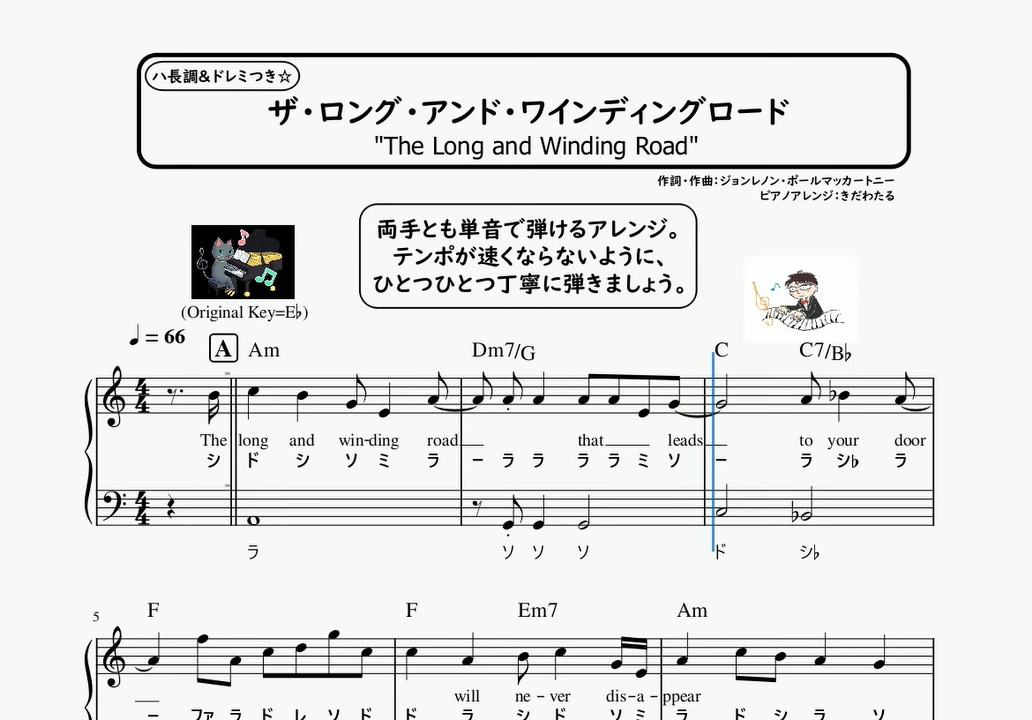 ハ長調&ドレミつき☆
ザ・ロング・アンド・ワインディングロード
"The Long and Winding Road"
作詞・作曲:ジョンレノン・ポールマッカートニー
ピアノアレンジ:きだわたる
両手とも単音で弾けるアレンジ。
テンポが速くならないように、
ひとつひとつ丁寧に弾きましょう。
(Original Key=E♭)
♩= 66
A Am Dm7/G C C7/B♭
The long and win-ding road that leads to your door
シ ド シ ソ ミ ラ ー ラ ラ ラ ラ ミ ソ ー ラ シ♭ ラ
ラ ソ ソ ソ ド シ♭
5
F F Em7 Am
will ne-ver dis-a-ppear
ー ファ ラ ド レ ソ ド ド ラ シ ド ソ ミ ラ ド シ ラ ソ